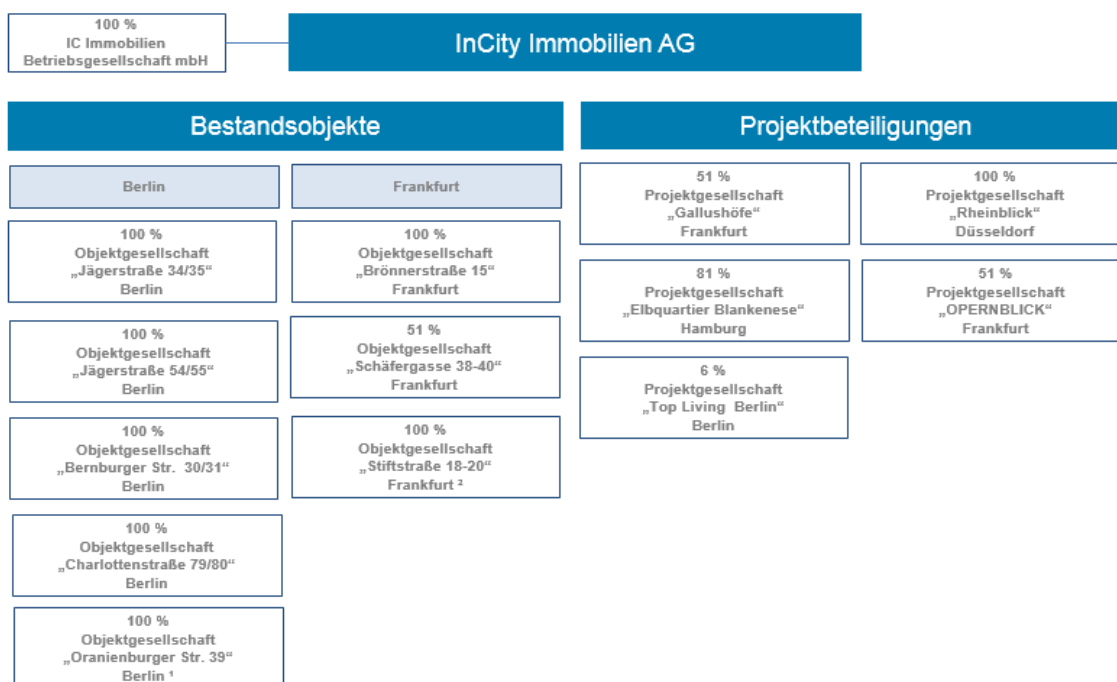 100 %
IC Immobilien
Betriebsgesellschaft mbH
InCity Immobilien AG
Bestandsobjekte
Berlin
100 %
Objektgesellschaft
„Jägerstraße 34/35“
Berlin
100 %
Objektgesellschaft
„Jägerstraße 54/55“
Berlin
100 %
Objektgesellschaft
„Bernburger Str. 30/31“
Berlin
100 %
Objektgesellschaft
„Charlottenstraße 79/80“
Berlin
100 %
Objektgesellschaft
„Oranienburger Str. 39“
Berlin ¹
Frankfurt
100 %
Objektgesellschaft
„Brönnerstraße 15“
Frankfurt
51 %
Objektgesellschaft
„Schäfergasse 38-40“
Frankfurt
100 %
Objektgesellschaft
„Stiftstraße 18-20“
Frankfurt ²
Projektbeteiligungen
51 %
Projektgesellschaft
„Gallushöfe“
Frankfurt
100 %
Projektgesellschaft
„Rheinblick“
Düsseldorf
81 %
Projektgesellschaft
„Elbquartier Blankenese“
Hamburg
51 %
Projektgesellschaft
„OPERNBLICK“
Frankfurt
6 %
Projektgesellschaft
„Top Living Berlin“
Berlin